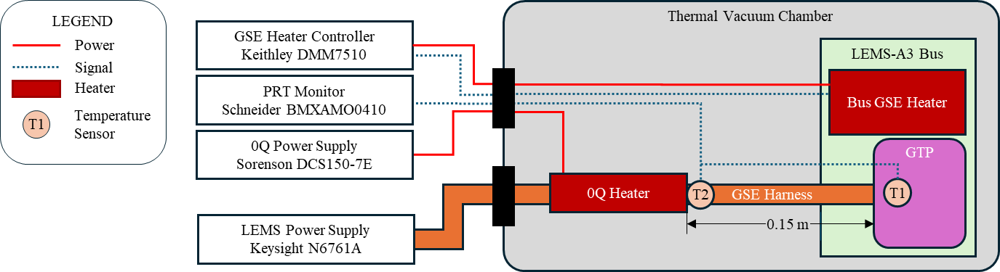 LEGEND
Power
Signal
Heater
T1
Temperature
Sensor
GSE Heater Controller
Keithley DMM7510
PRT Monitor
Schneider BMXAMO0410
0Q Power Supply
Sorenson DCS150-7E
LEMS Power Supply
Keysight N6761A
Thermal Vacuum Chamber
LEMS-A3 Bus
Bus GSE Heater
GTP
0Q Heater
T2
GSE Harness
T1
0.15 m